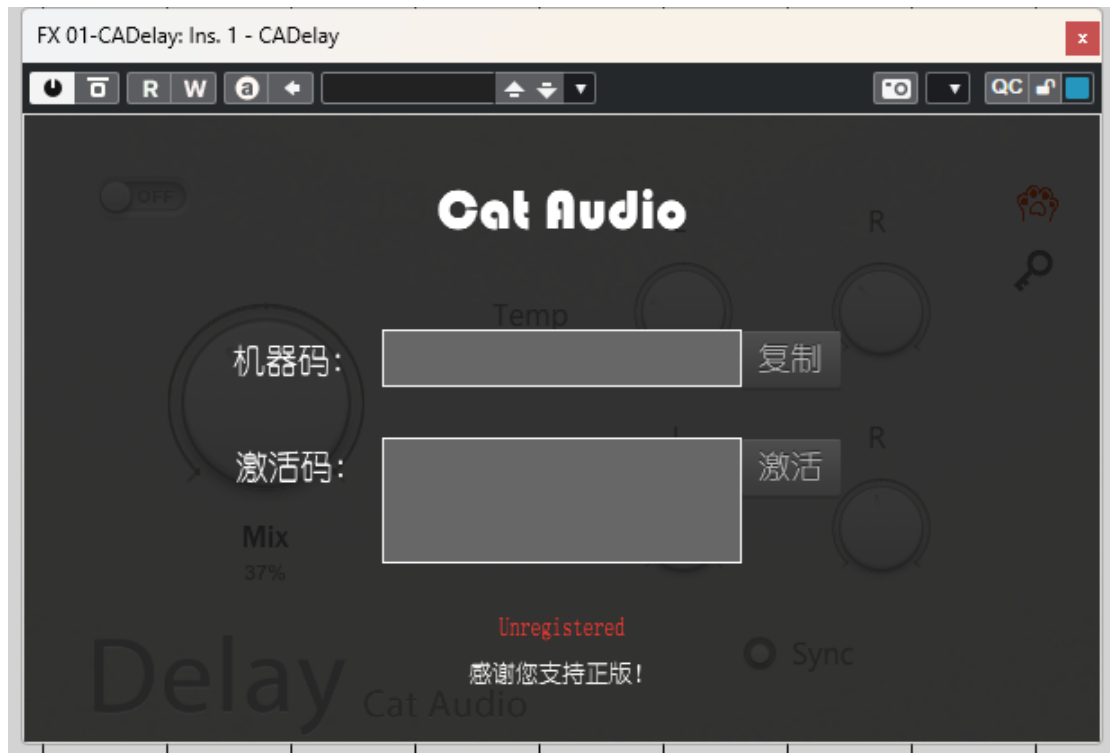 FX 01-CADelay: Ins. 1 - CADelay
x
R W a QC
OFF
Cat Audio
L R
Temp
机器码: 复制
L R
激活码: 激活
Mix
37%
Unregistered
Sync
感谢您支持正版!
Delay Cat Audio